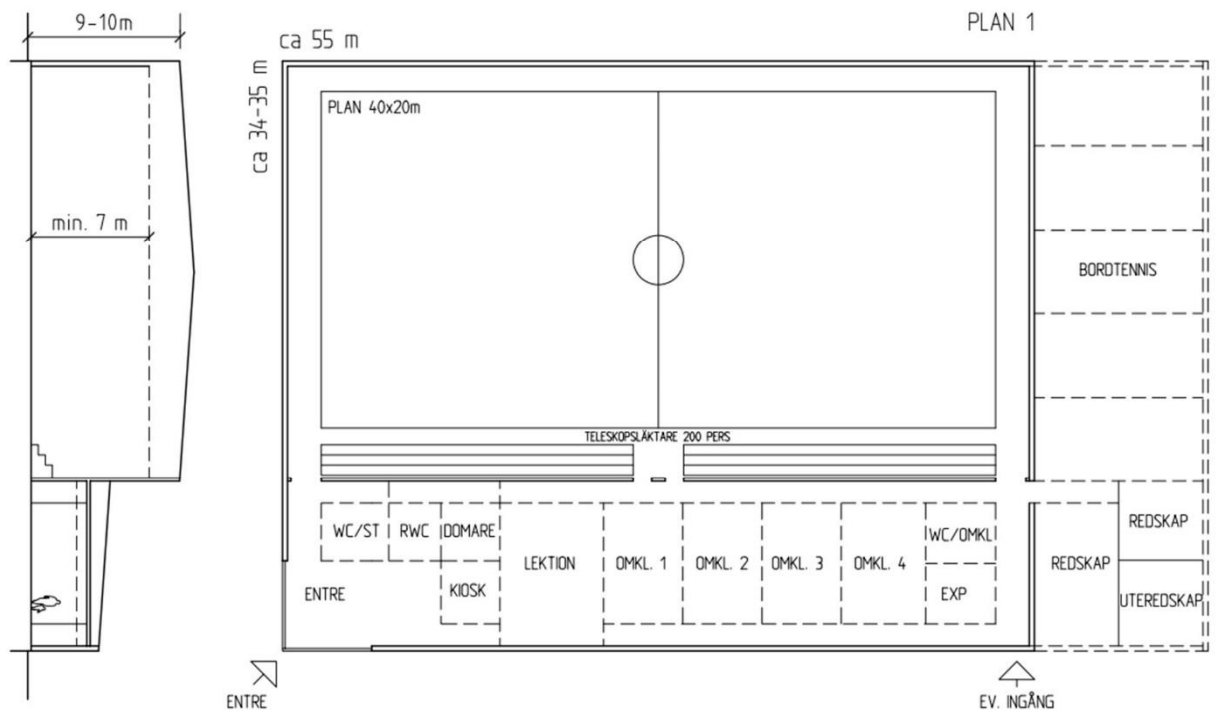 9-10m
ca 55 m
PLAN 1
ca 34-35 m
PLAN 40x20m
min. 7 m
BORDTENNIS
TELESKOPSLÄKTARE 200 PERS
WC/ST
RWC
DOMARE
LEKTION
OMKL. 1
OMKL. 2
OMKL. 3
OMKL. 4
WC/OMKL
REDSKAP
REDSKAP
ENTRE
KIOSK
EXP
UTEREDSKAP
ENTRE
EV. INGÅNG